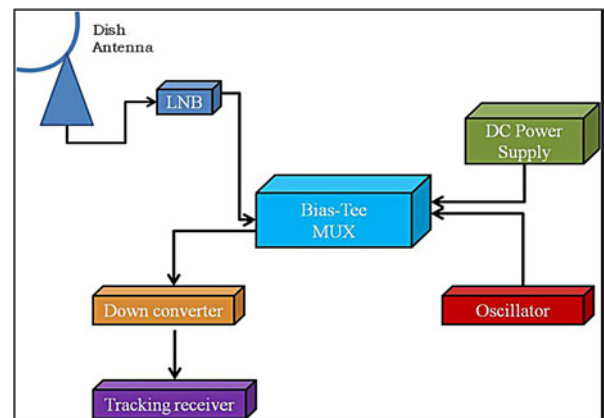 Dish
Antenna
LNB
DC Power
Supply
Bias-Tee
MUX
Down converter
Oscillator
Tracking receiver